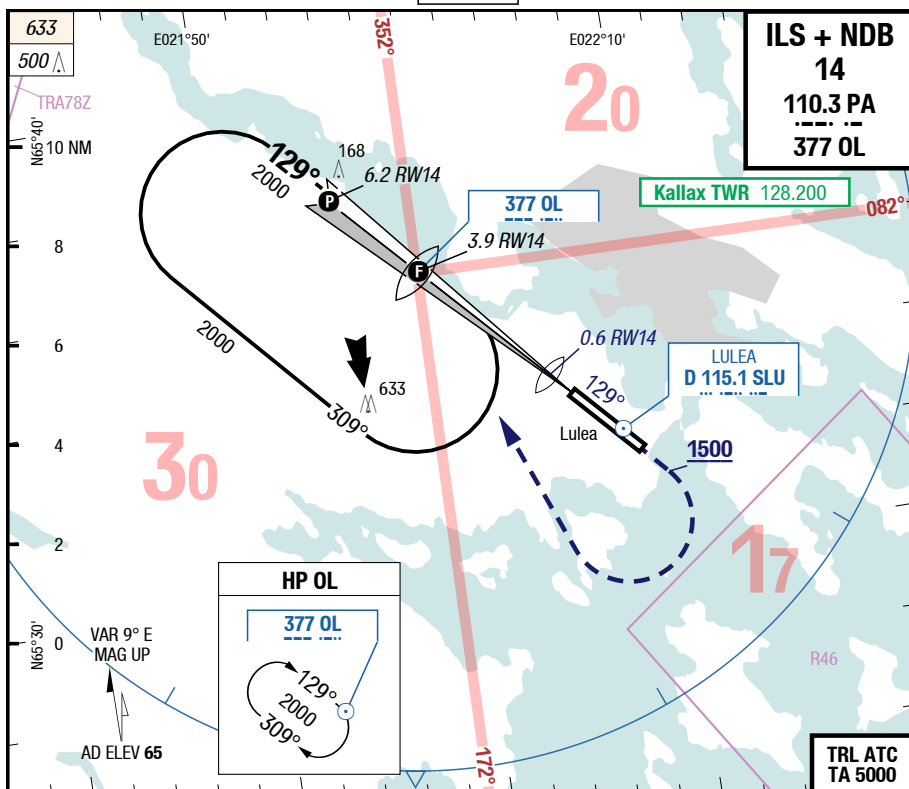 633
500
TRA78Z
E021°50'
352°
E022°10'
20
ILS + NDB
14
110.3 PA
377 OL
N65°40'
10 NM
129°
2000
168
6.2 RW14
P
377 OL
Kallax TWR 128.200
082°
3.9 RW14
F
8
2000
6
0.6 RW14
LULEA
D 115.1 SLU
633
129°
309°
Lulea
1500
4
30
17
2
HP OL
377 OL
129°
2000
309°
N65°30'
0
VAR 9° E
MAG UP
R46
AD ELEV 65
172°
TRL ATC
TA 5000